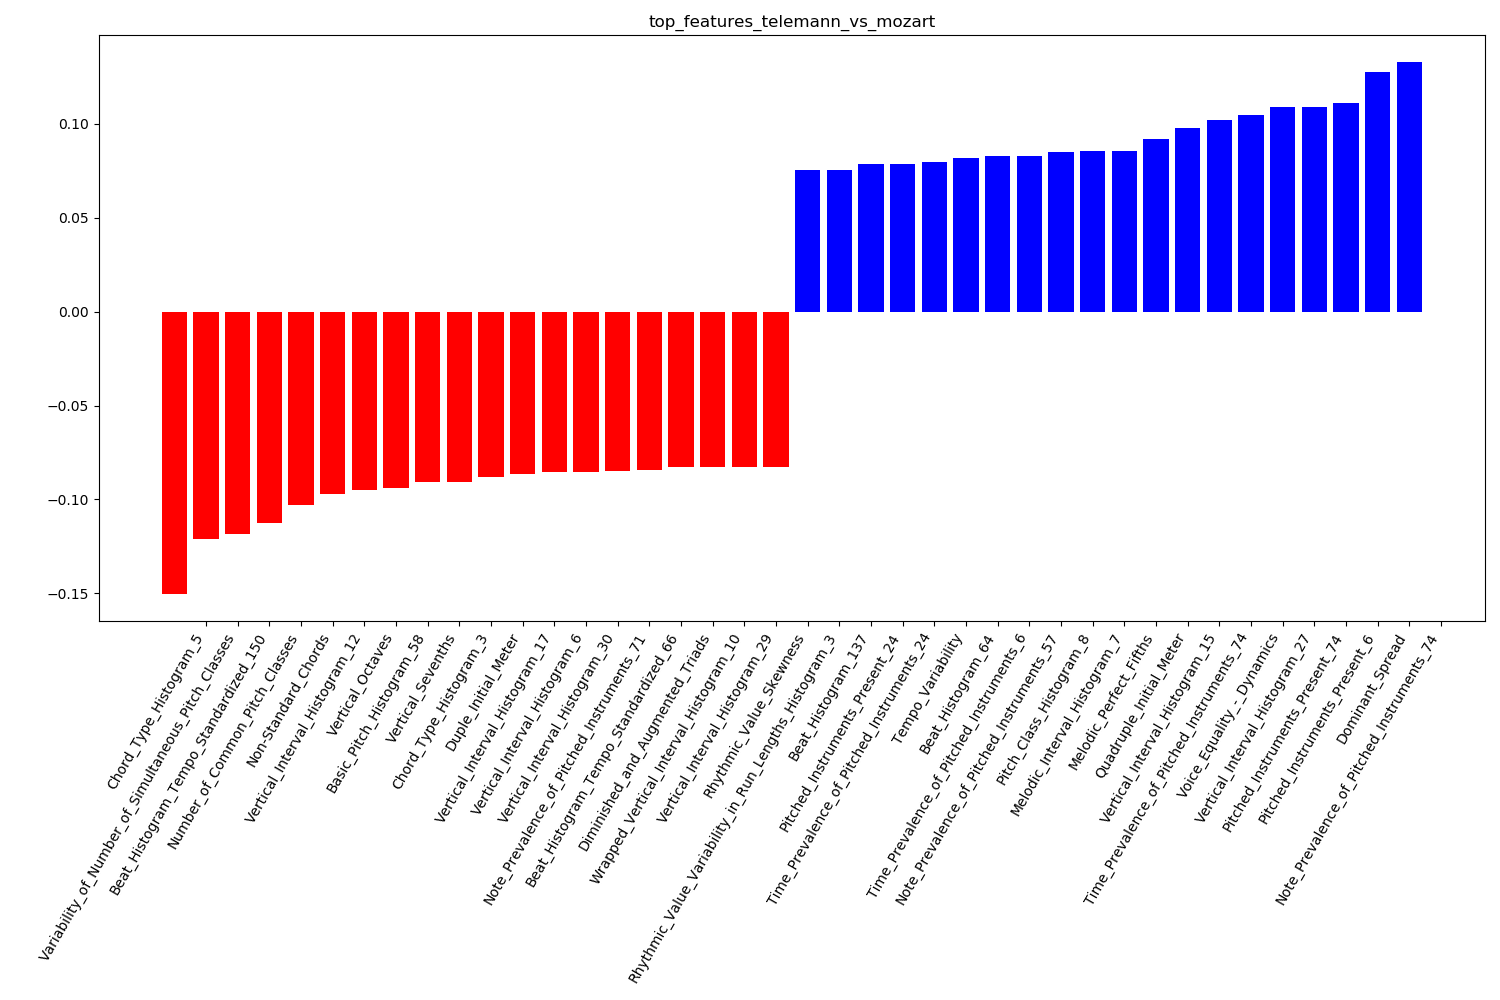 top_features_telemann_vs_mozart
0.10
0.05
0.00
−0.05
−0.10
−0.15
Chord_Type_Histogram_5
Variability_of_Number_of_Simultaneous_Pitch_Classes
Beat_Histogram_Tempo_Standardized_150
Number_of_Common_Pitch_Classes
Non-Standard_Chords
Vertical_Interval_Histogram_12
Vertical_Octaves
Basic_Pitch_Histogram_58
Vertical_Sevenths
Chord_Type_Histogram_3
Duple_Initial_Meter
Vertical_Interval_Histogram_17
Vertical_Interval_Histogram_6
Vertical_Interval_Histogram_30
Note_Prevalence_of_Pitched_Instruments_71
Beat_Histogram_Tempo_Standardized_66
Diminished_and_Augmented_Triads
Wrapped_Vertical_Interval_Histogram_10
Vertical_Interval_Histogram_29
Rhythmic_Value_Skewness
Rhythmic_Value_Variability_in_Run_Lengths_Histogram_3
Beat_Histogram_137
Pitched_Instruments_Present_24
Time_Prevalence_of_Pitched_Instruments_24
Tempo_Variability
Beat_Histogram_64
Time_Prevalence_of_Pitched_Instruments_6
Note_Prevalence_of_Pitched_Instruments_57
Pitch_Class_Histogram_8
Melodic_Interval_Histogram_7
Melodic_Perfect_Fifths
Quadruple_Initial_Meter
Vertical_Interval_Histogram_15
Time_Prevalence_of_Pitched_Instruments_74
Voice_Equality_-_Dynamics
Vertical_Interval_Histogram_27
Pitched_Instruments_Present_74
Pitched_Instruments_Present_6
Dominant_Spread
Note_Prevalence_of_Pitched_Instruments_74